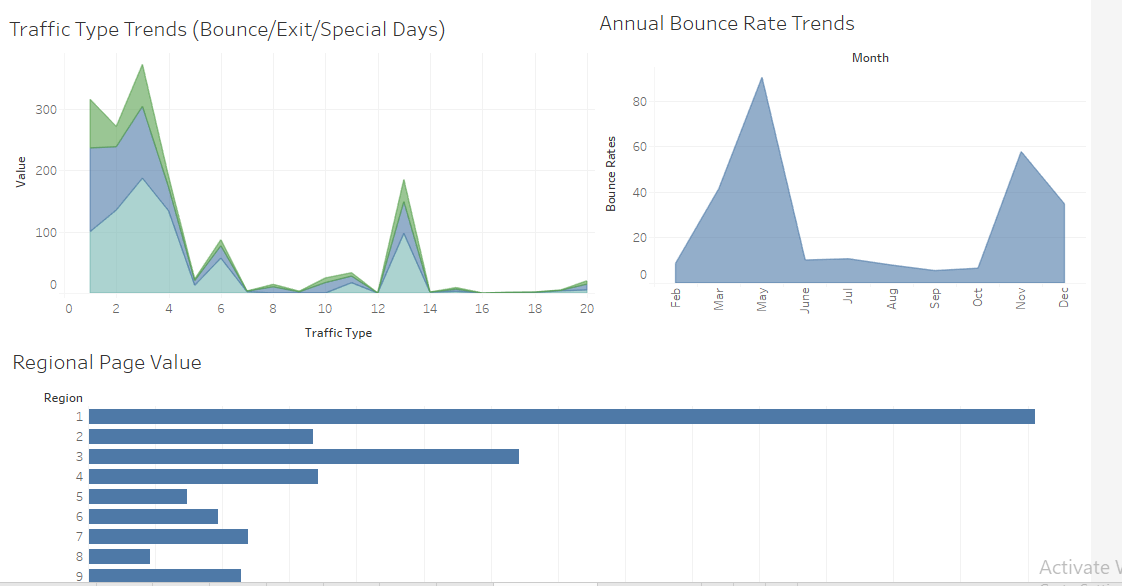 Traffic Type Trends (Bounce/Exit/Special Days)
300
200
100
0
Value
0 2 4 6 8 10 12 14 16 18 20
Traffic Type
Annual Bounce Rate Trends
Month
80
60
40
20
0
Bounce Rates
Feb Mar May June Jul Aug Sep Oct Nov Dec
Regional Page Value
Region
1
2
3
4
5
6
7
8
9
Activate